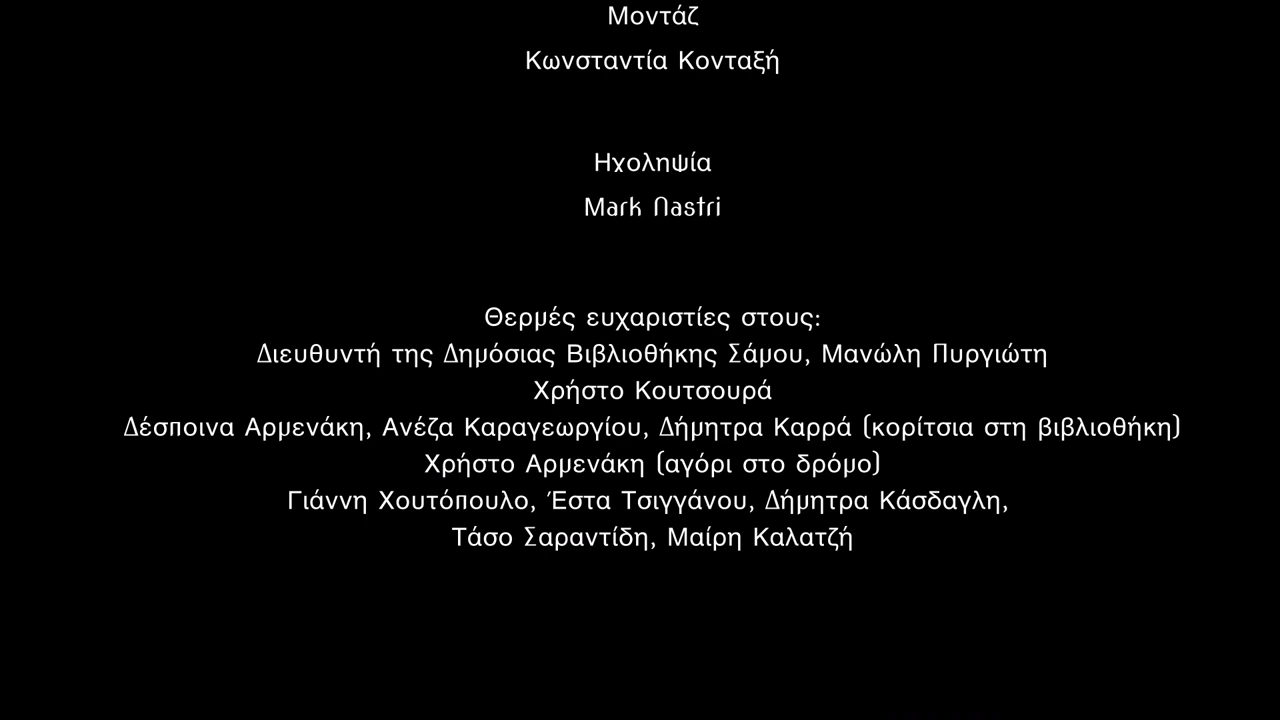 Μοντάζ
Κωνσταντία Κονταξή
Ηχοληψία
Mark Nastri
Θερμές ευχαριστίες στους:
Διευθυντή της Δημόσιας Βιβλιοθήκης Σάμου, Μανώλη Πυργιώτη
Χρήστο Κουτσουρά
Δέσποινα Αρμενάκη, Ανέζα Καραγεωργίου, Δήμητρα Καρρά (κορίτσια στη βιβλιοθήκη)
Χρήστο Αρμενάκη (αγόρι στο δρόμο)
Γιάννη Χουτόπουλο, Έστα Τσιγγάνου, Δήμητρα Κάσδαγλη,
Τάσο Σαραντίδη, Μαίρη Καλατζή